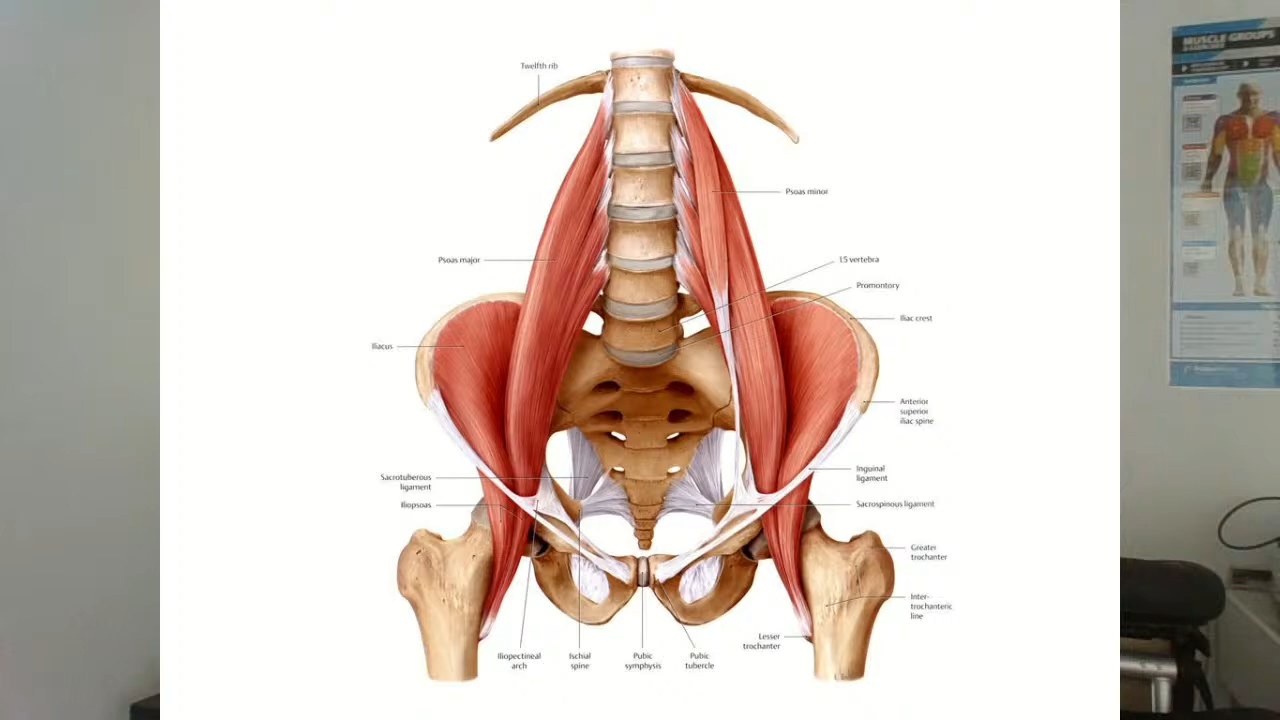 Twelfth rib
Psoas minor
Psoas major
L5 vertebra
Promontory
Iliac crest
Iliacus
Anterior
superior
iliac spine
Inguinal
ligament
Sacrotuberous
ligament
Iliopsoas
Sacrospinous ligament
Greater
trochanter
Inter-
trochanteric
line
Lesser
trochanter
Iliopectineal
arch
Ischial
spine
Pubic
symphysis
Pubic
tubercle
MUSCLE GROUPS